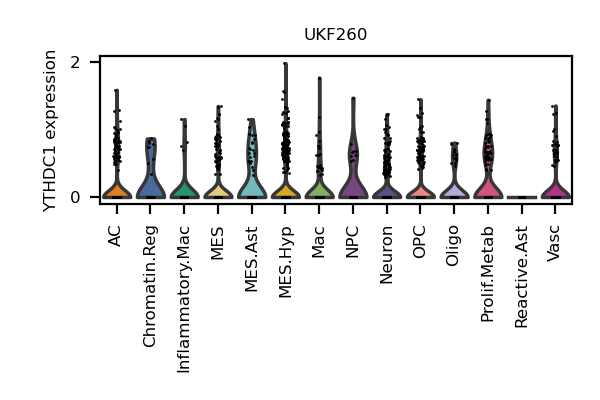 UKF260
YTHDC1 expression
2
0
AC
Chromatin.Reg
Inflammatory.Mac
MES
MES.Ast
MES.Hyp
Mac
NPC
Neuron
OPC
Oligo
Prolif.Metab
Reactive.Ast
Vasc